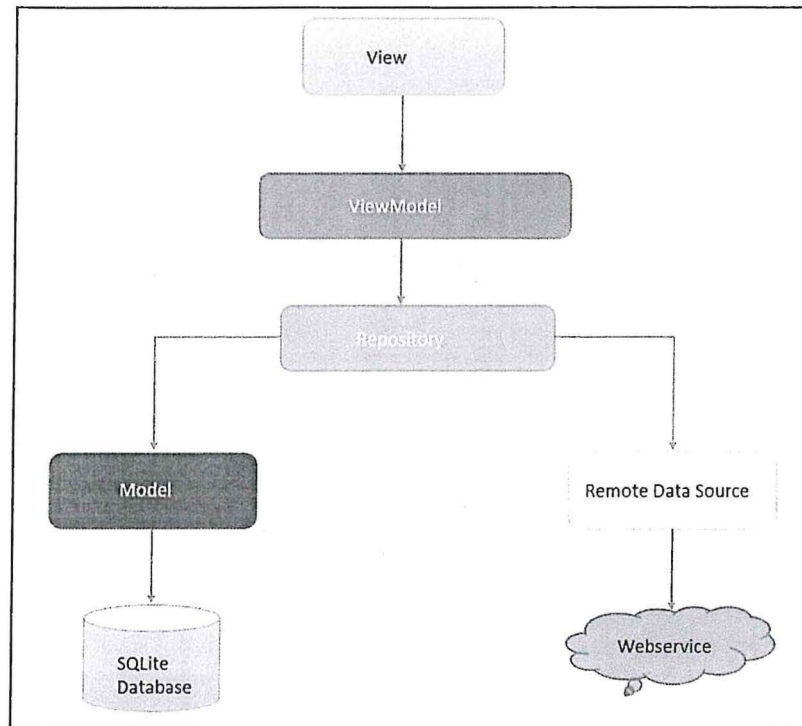 View
ViewModel
Repository
Model
Remote Data Source
SQLite
Database
Webservice